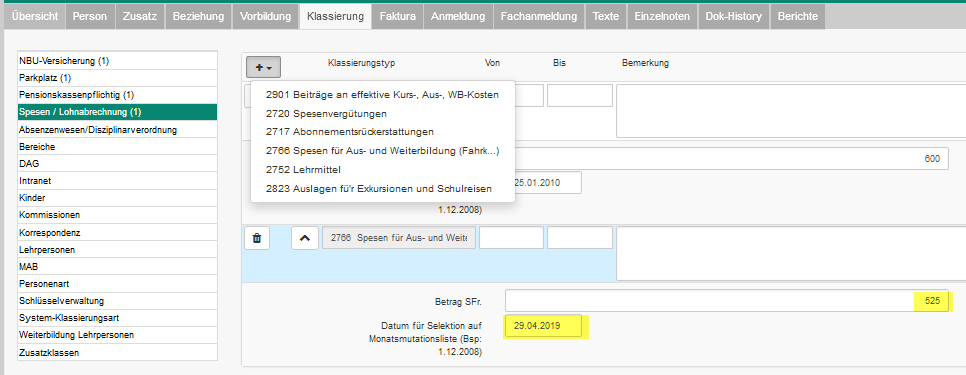 Übersicht Person Zusatz Beziehung Vorbildung Klassierung Faktura Anmeldung Fachanmeldung Texte Einzelnoten Dok-History Berichte
NBU-Versicherung (1)
Parkplatz (1)
Pensionskassenpflichtig (1)
Spesen / Lohnabrechnung (1)
Absenzenwesen/Disziplinarverordnung
Bereiche
DAG
Intranet
Kinder
Kommissionen
Korrespondenz
Lehrpersonen
MAB
Personenart
Schlüsselverwaltung
System-Klassierungsart
Weiterbildung Lehrpersonen
Zusatzklassen
Klassierungstyp Von Bis Bemerkung
2901 Beiträge an effektive Kurs-, Aus-, WB-Kosten
2720 Spesenvergütungen
2717 Abonnementsrückerstattungen
2766 Spesen für Aus- und Weiterbildung (Fahrk...)
2752 Lehrmittel
2823 Auslagen fü'r Exkursionen und Schulreisen
600
25.01.2010
1.12.2008)
2766 Spesen für Aus- und Weite
Betrag SFr. 525
Datum für Selektion auf 29.04.2019
Monatsmutationsliste (Bsp:
1.12.2008)